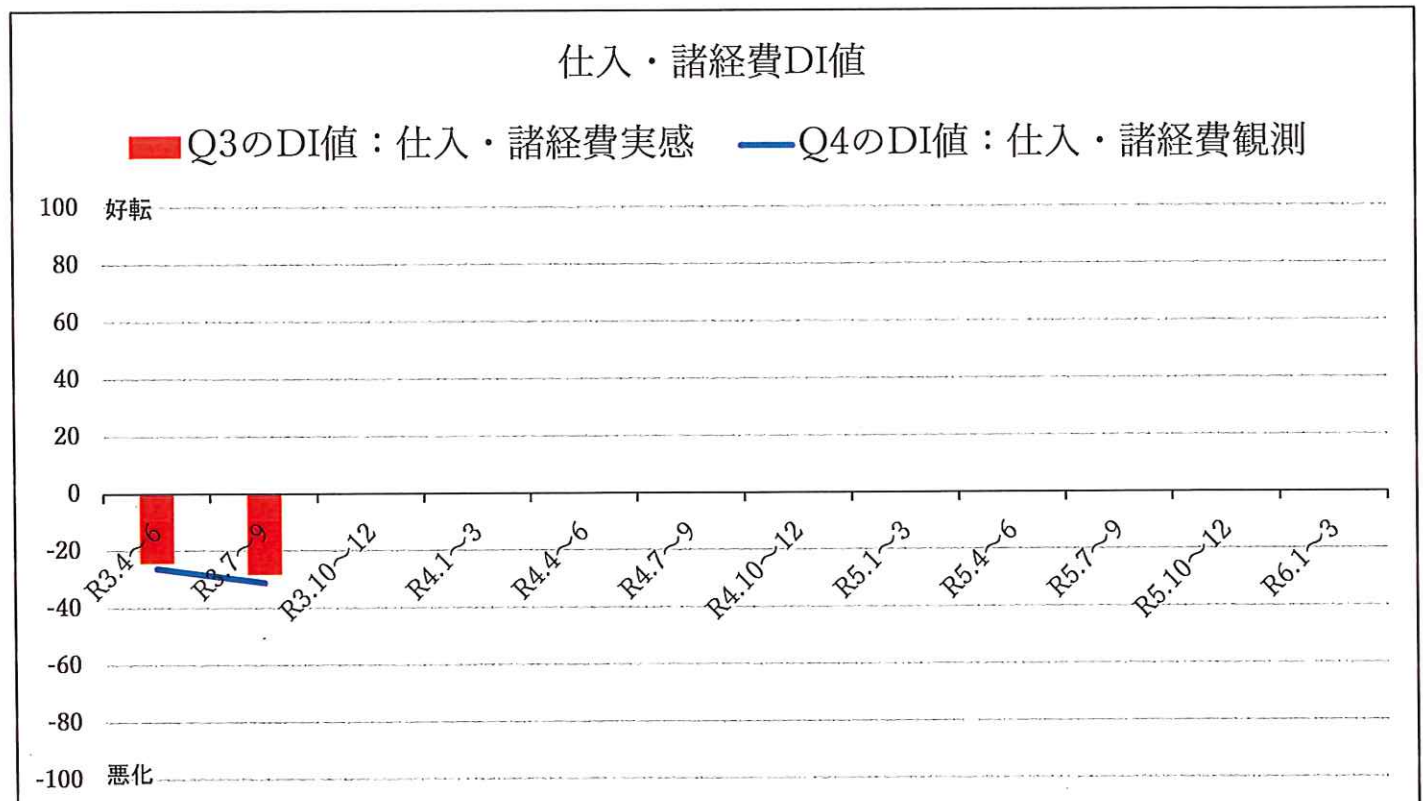 仕入・諸経費DI値
Q3のDI値：仕入・諸経費実感 Q4のDI値：仕入・諸経費観測
100 好転
80
60
40
20
0
-20
-40
-60
-80
-100 悪化
R3.4～6
R3.7～9
R3.10～12
R4.1～3
R4.4～6
R4.7～9
R4.10～12
R5.1～3
R5.4～6
R5.7～9
R5.10～12
R6.1～3